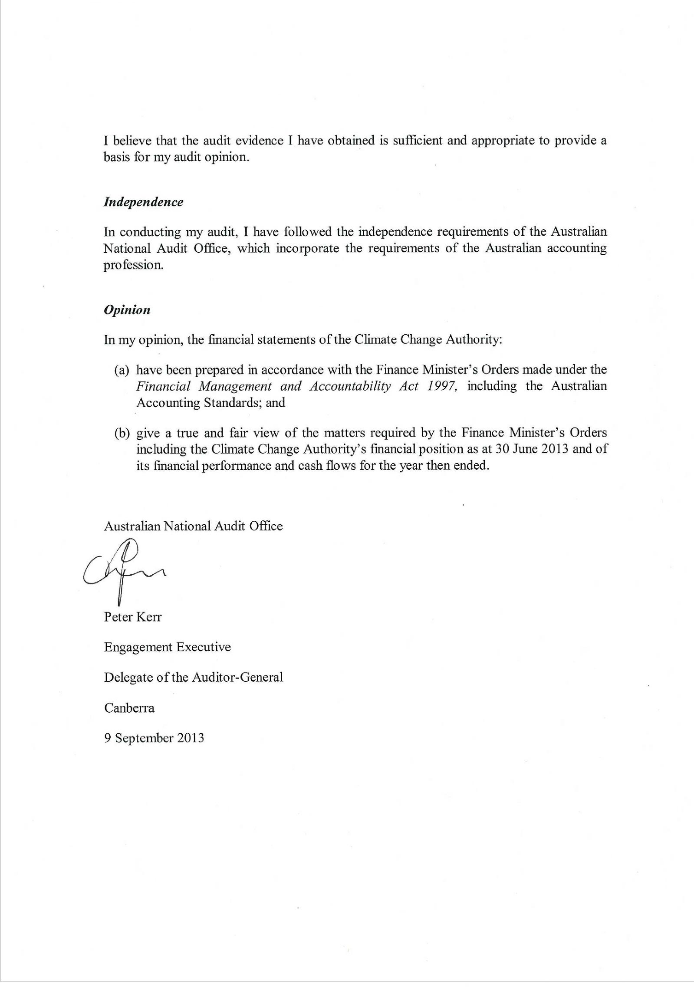 I believe that the audit evidence I have obtained is sufficient and appropriate to provide a
basis for my audit opinion.
Independence
In conducting my audit, I have followed the independence requirements of the Australian
National Audit Office, which incorporate the requirements of the Australian accounting
profession.
Opinion
In my opinion, the financial statements of the Climate Change Authority:
(a) have been prepared in accordance with the Finance Minister's Orders made under the
Financial Management and Accountability Act 1997, including the Australian
Accounting Standards; and
(b) give a true and fair view of the matters required by the Finance Minister's Orders
including the Climate Change Authority's financial position as at 30 June 2013 and of
its financial performance and cash flows for the year then ended.
Australian National Audit Office
Peter Kerr
Engagement Executive
Delegate of the Auditor-General
Canberra
9 September 2013